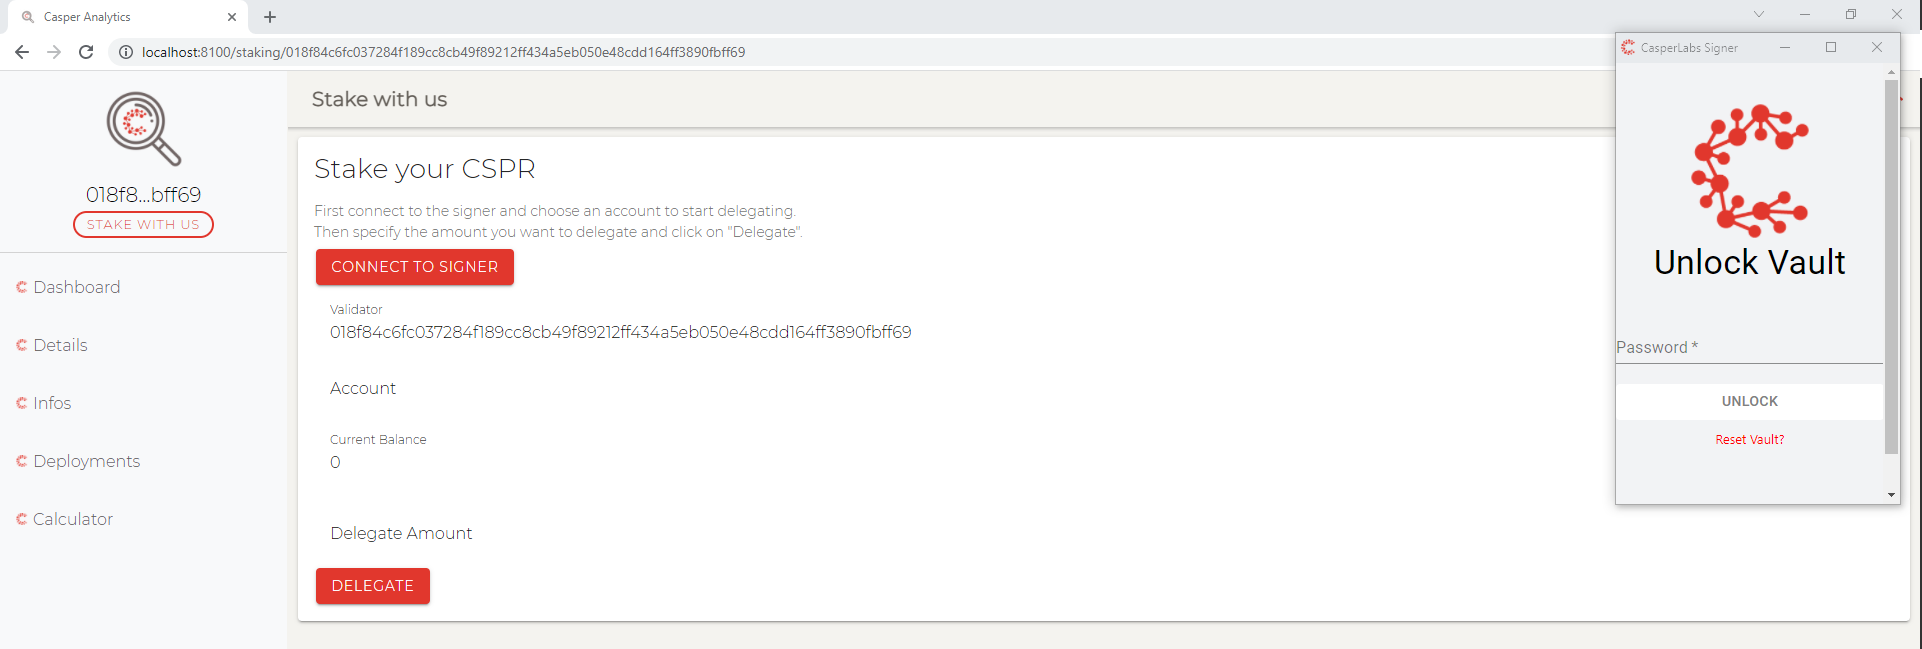 Casper Analytics
localhost:8100/staking/018f84c6fc037284f189cc8cb49f89212ff434a5eb050e48cdd164ff3890fbff69
018f8...bff69
STAKE WITH US
Dashboard
Details
Infos
Deployments
Calculator
Stake with us
Stake your CSPR
First connect to the signer and choose an account to start delegating.
Then specify the amount you want to delegate and click on "Delegate".
CONNECT TO SIGNER
Validator
018f84c6fc037284f189cc8cb49f89212ff434a5eb050e48cdd164ff3890fbff69
Account
Current Balance
0
Delegate Amount
DELEGATE
CasperLabs Signer
Unlock Vault
Password *
UNLOCK
Reset Vault?